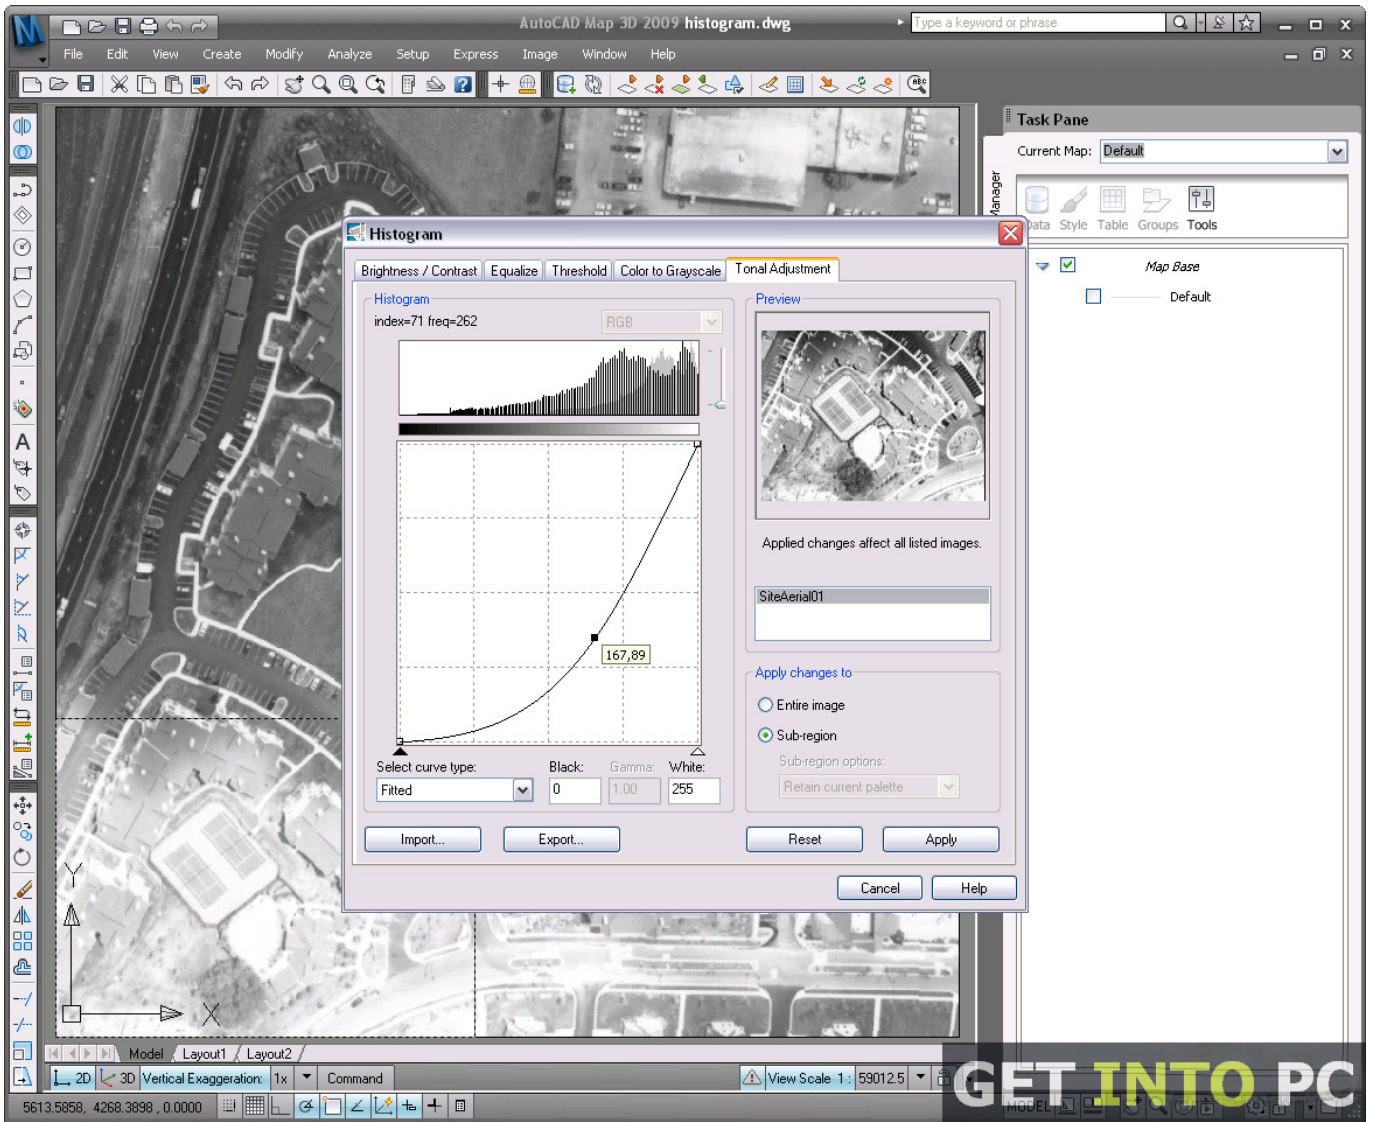 AutoCAD Map 3D 2009 histogram.dwg
Type a keyword or phrase
File Edit View Create Modify Analyze Setup Express Image Window Help
ABC
Task Pane
Current Map: Default
Manager
Data Style Table Groups Tools
Map Base
Default
Histogram
Brightness / Contrast Equalize Threshold Color to Grayscale Tonal Adjustment
Histogram
index=71 freq=262
RGB
Preview
Applied changes affect all listed images.
SiteAerial01
167,89
Apply changes to
Entire image
Sub-region
Sub-region options:
Retain current palette
Select curve type:
Black: Gamma: White:
Fitted
0
1.00
255
Import... Export... Reset Apply
Cancel Help
A
Y
X
Model Layout1 Layout2
2D 3D Vertical Exaggeration: 1x Command
View Scale 1 : 59012.5
5613.5858, 4268.3898 , 0.0000
MODEL
GET INTO PC